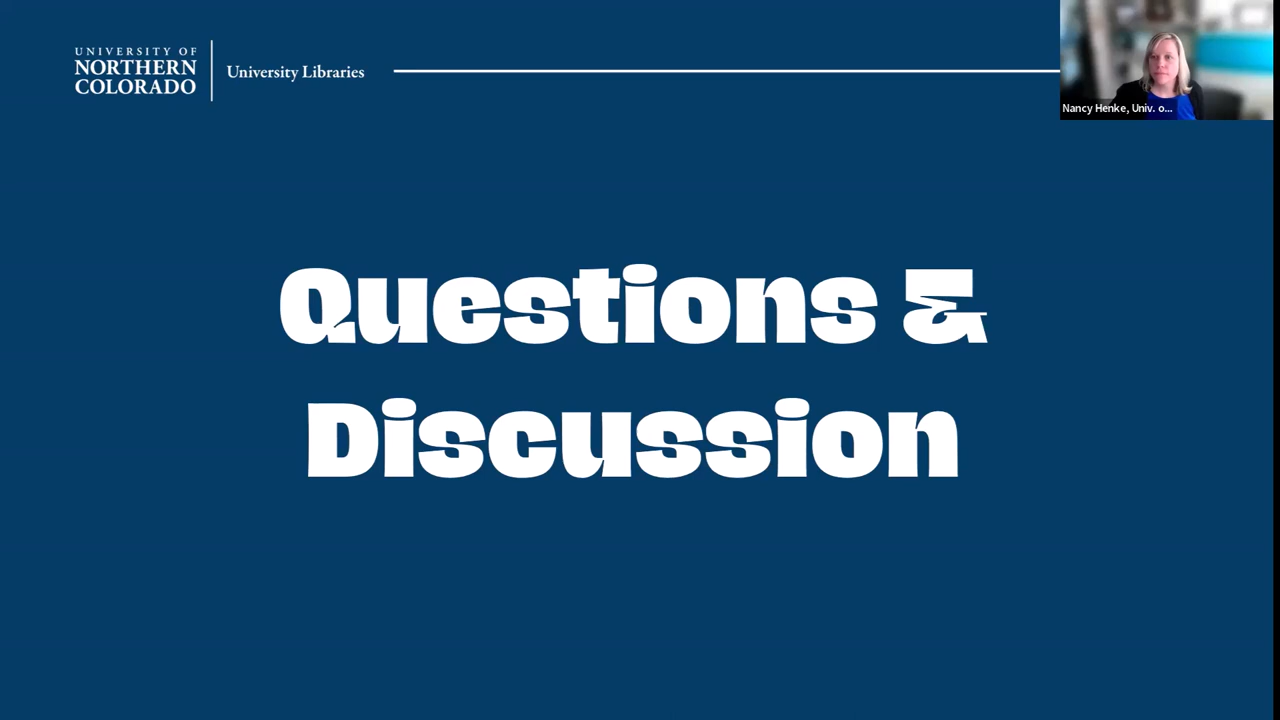 UNIVERSITY OF
NORTHERN
COLORADO
University Libraries
Nancy Henke, Univ. o...
Questions &
Discussion